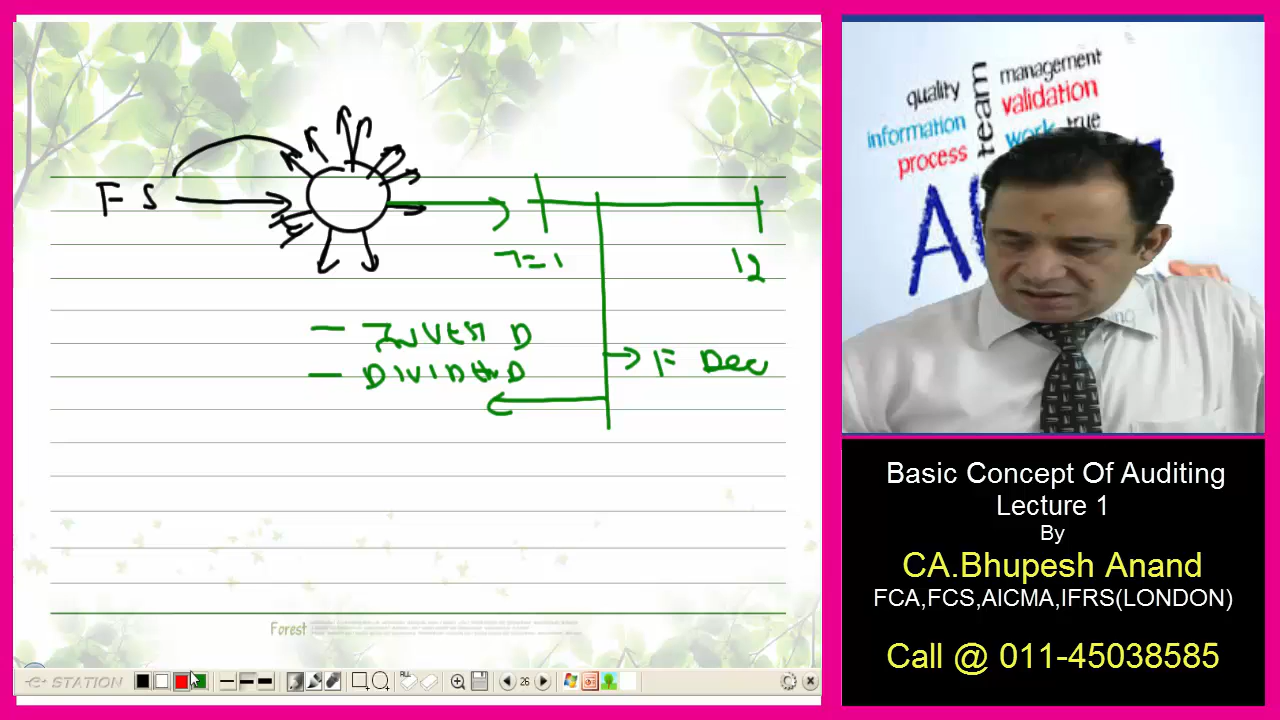 F S
7=1
12
- INVEST D
- DIVIDEND
F Dec
Forest
e-STATION
ALL
26
quality
team
management
information
validation
process
work
true
Basic Concept Of Auditing
Lecture 1
By
CA.Bhupesh Anand
FCA,FCS,AICMA,IFRS(LONDON)
Call @ 011-45038585